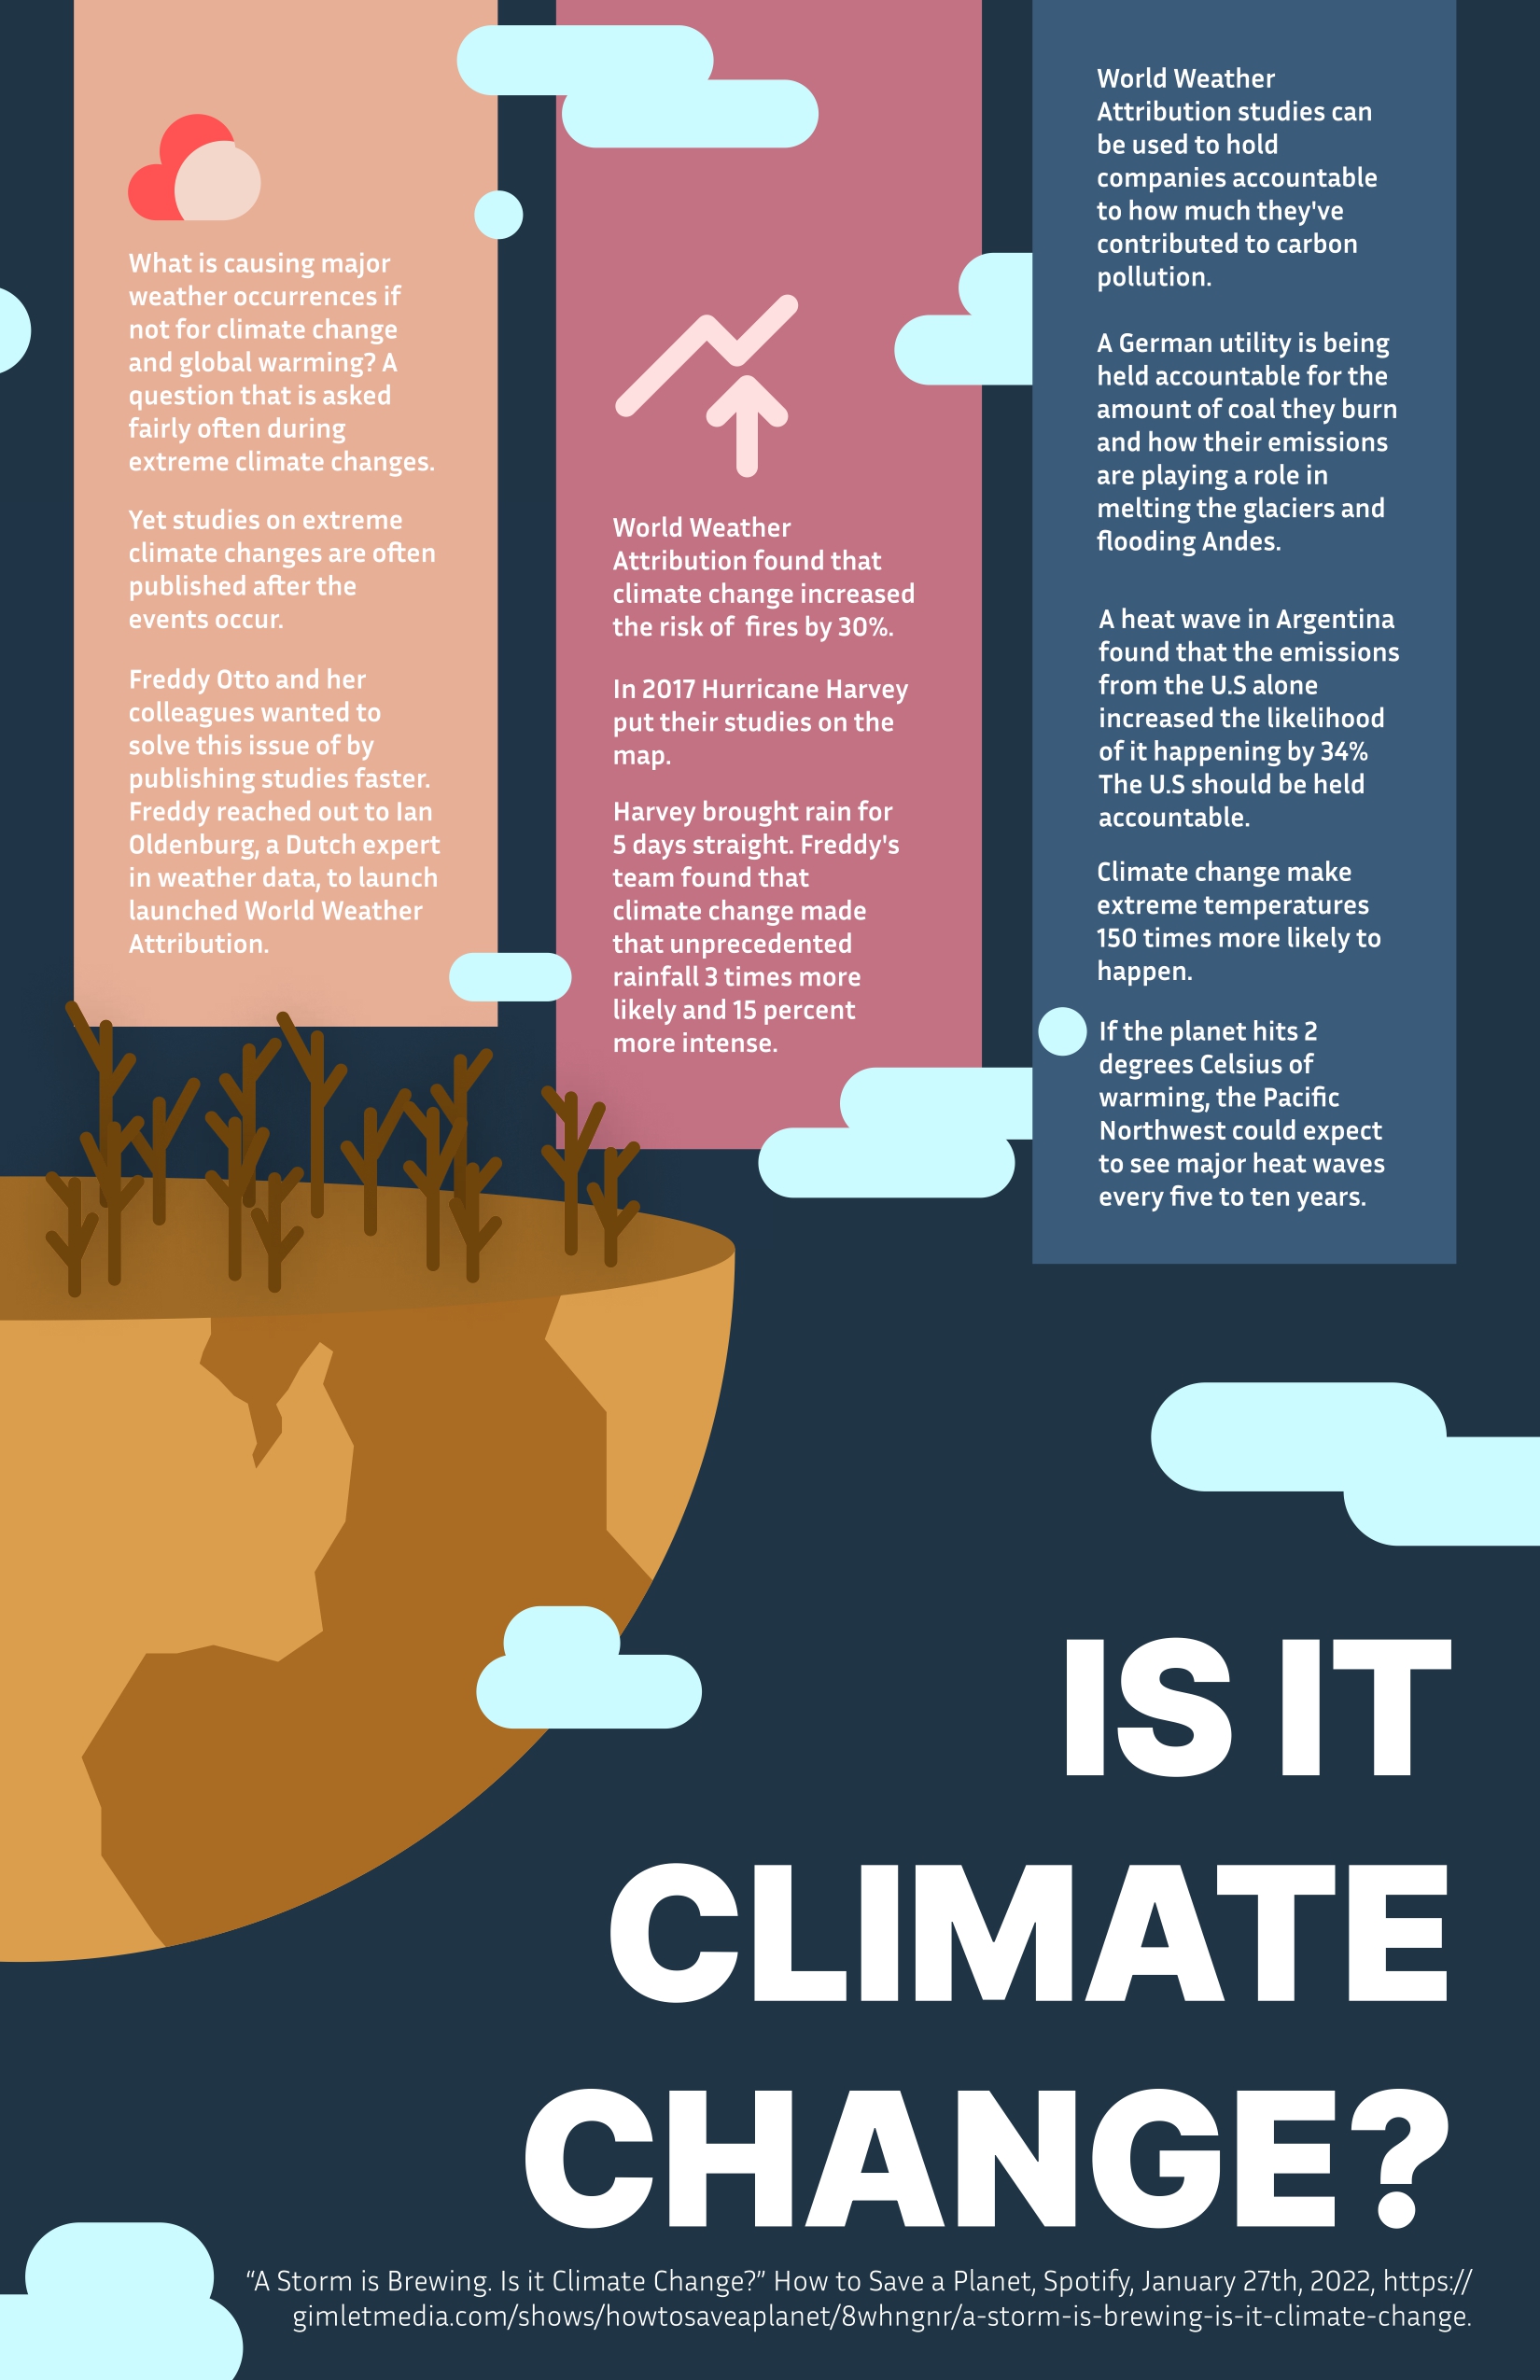 What is causing major
weather occurrences if
not for climate change
and global warming? A
question that is asked
fairly often during
extreme climate changes.
Yet studies on extreme
climate changes are often
published after the
events occur.
Freddy Otto and her
colleagues wanted to
solve this issue of by
publishing studies faster.
Freddy reached out to Ian
Oldenburg, a Dutch expert
in weather data, to launch
launched World Weather
Attribution.
World Weather
Attribution found that
climate change increased
the risk of  fires by 30%.
In 2017 Hurricane Harvey
put their studies on the
map.
Harvey brought rain for
5 days straight. Freddy's
team found that
climate change made
that unprecedented
rainfall 3 times more
likely and 15 percent
more intense.
World Weather
Attribution studies can
be used to hold
companies accountable
to how much they've
contributed to carbon
pollution.
A German utility is being
held accountable for the
amount of coal they burn
and how their emissions
are playing a role in
melting the glaciers and
flooding Andes.
A heat wave in Argentina
found that the emissions
from the U.S alone
increased the likelihood
of it happening by 34%
The U.S should be held
accountable.
Climate change make
extreme temperatures
150 times more likely to
happen.
If the planet hits 2
degrees Celsius of
warming, the Pacific
Northwest could expect
to see major heat waves
every five to ten years.
IS IT
CLIMATE
CHANGE?
“A Storm is Brewing. Is it Climate Change?” How to Save a Planet, Spotify, January 27th, 2022, https://
gimletmedia.com/shows/howtosaveaplanet/8whngnr/a-storm-is-brewing-is-it-climate-change.